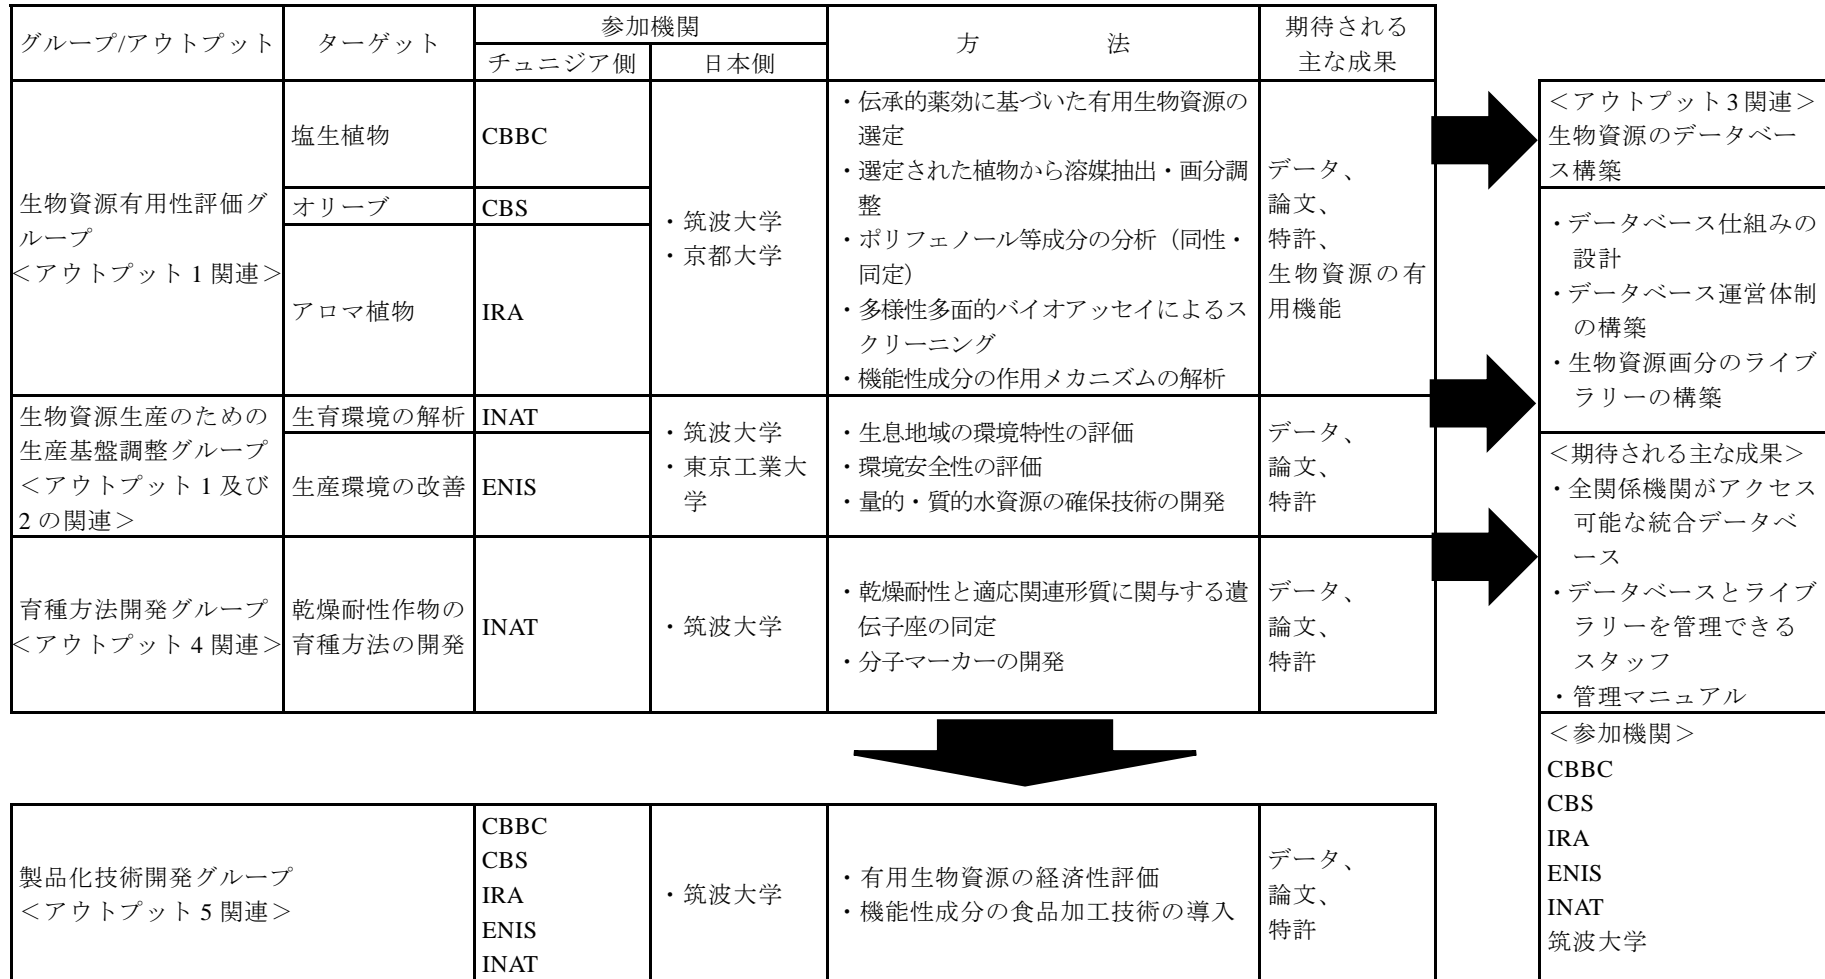 グループ/アウトプット
ターゲット
参加機関
チュニジア側
日本側
方　法
期待される
主な成果
生物資源有用性評価グ
ループ
＜アウトプット 1 関連＞
塩生植物
CBBC
オリーブ
CBS
アロマ植物
IRA
・筑波大学
・京都大学
・伝承的薬効に基づいた有用生物資源の
選定
・選定された植物から溶媒抽出・画分調
整
・ポリフェノール等成分の分析（同性・
同定）
・多様性多面的バイオアッセイによるス
クリーニング
・機能性成分の作用メカニズムの解析
データ、
論文、
特許、
生物資源の有
用機能
生物資源生産のための
生産基盤調整グループ
＜アウトプット 1 及び
2 の関連＞
生育環境の解析
INAT
生産環境の改善
ENIS
・筑波大学
・東京工業大
学
・生息地域の環境特性の評価
・環境安全性の評価
・量的・質的水資源の確保技術の開発
データ、
論文、
特許
育種方法開発グループ
＜アウトプット 4 関連＞
乾燥耐性作物の
育種方法の開発
INAT
・筑波大学
・乾燥耐性と適応関連形質に関与する遺
伝子座の同定
・分子マーカーの開発
データ、
論文、
特許
製品化技術開発グループ
＜アウトプット 5 関連＞
CBBC
CBS
IRA
ENIS
INAT
・筑波大学
・有用生物資源の経済性評価
・機能性成分の食品加工技術の導入
データ、
論文、
特許
＜アウトプット 3 関連＞
生物資源のデータベー
ス構築
・データベース仕組みの
設計
・データベース運営体制
の構築
・生物資源画分のライブ
ラリーの構築
＜期待される主な成果＞
・全関係機関がアクセス
可能な統合データベ
ース
・データベースとライブ
ラリーを管理できる
スタッフ
・管理マニュアル
＜参加機関＞
CBBC
CBS
IRA
ENIS
INAT
筑波大学